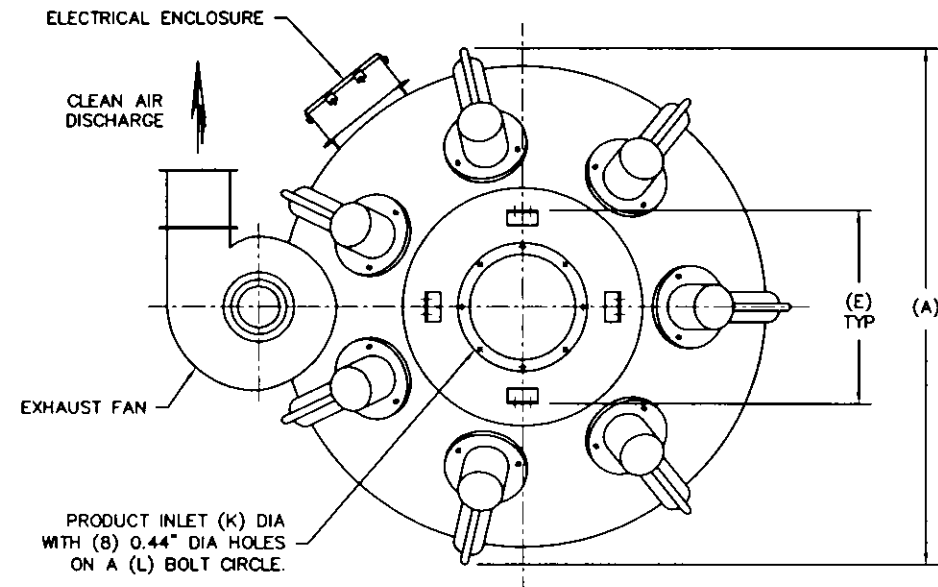 ELECTRICAL ENCLOSURE
CLEAN AIR
DISCHARGE
(E)
TYP
(A)
EXHAUST FAN
PRODUCT INLET (K) DIA
WITH (8) 0.44" DIA HOLES
ON A (L) BOLT CIRCLE.